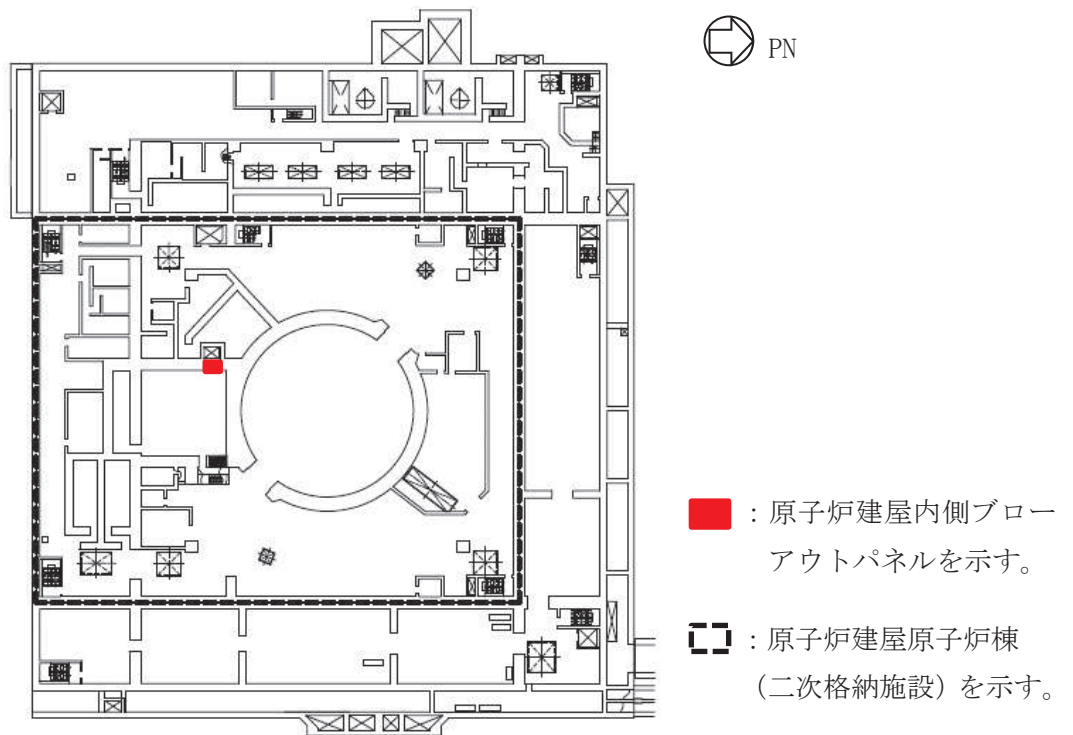 PN
：原子炉建屋内側ブロー
アウトパネルを示す。
：原子炉建屋原子炉棟
（二次格納施設）を示す。